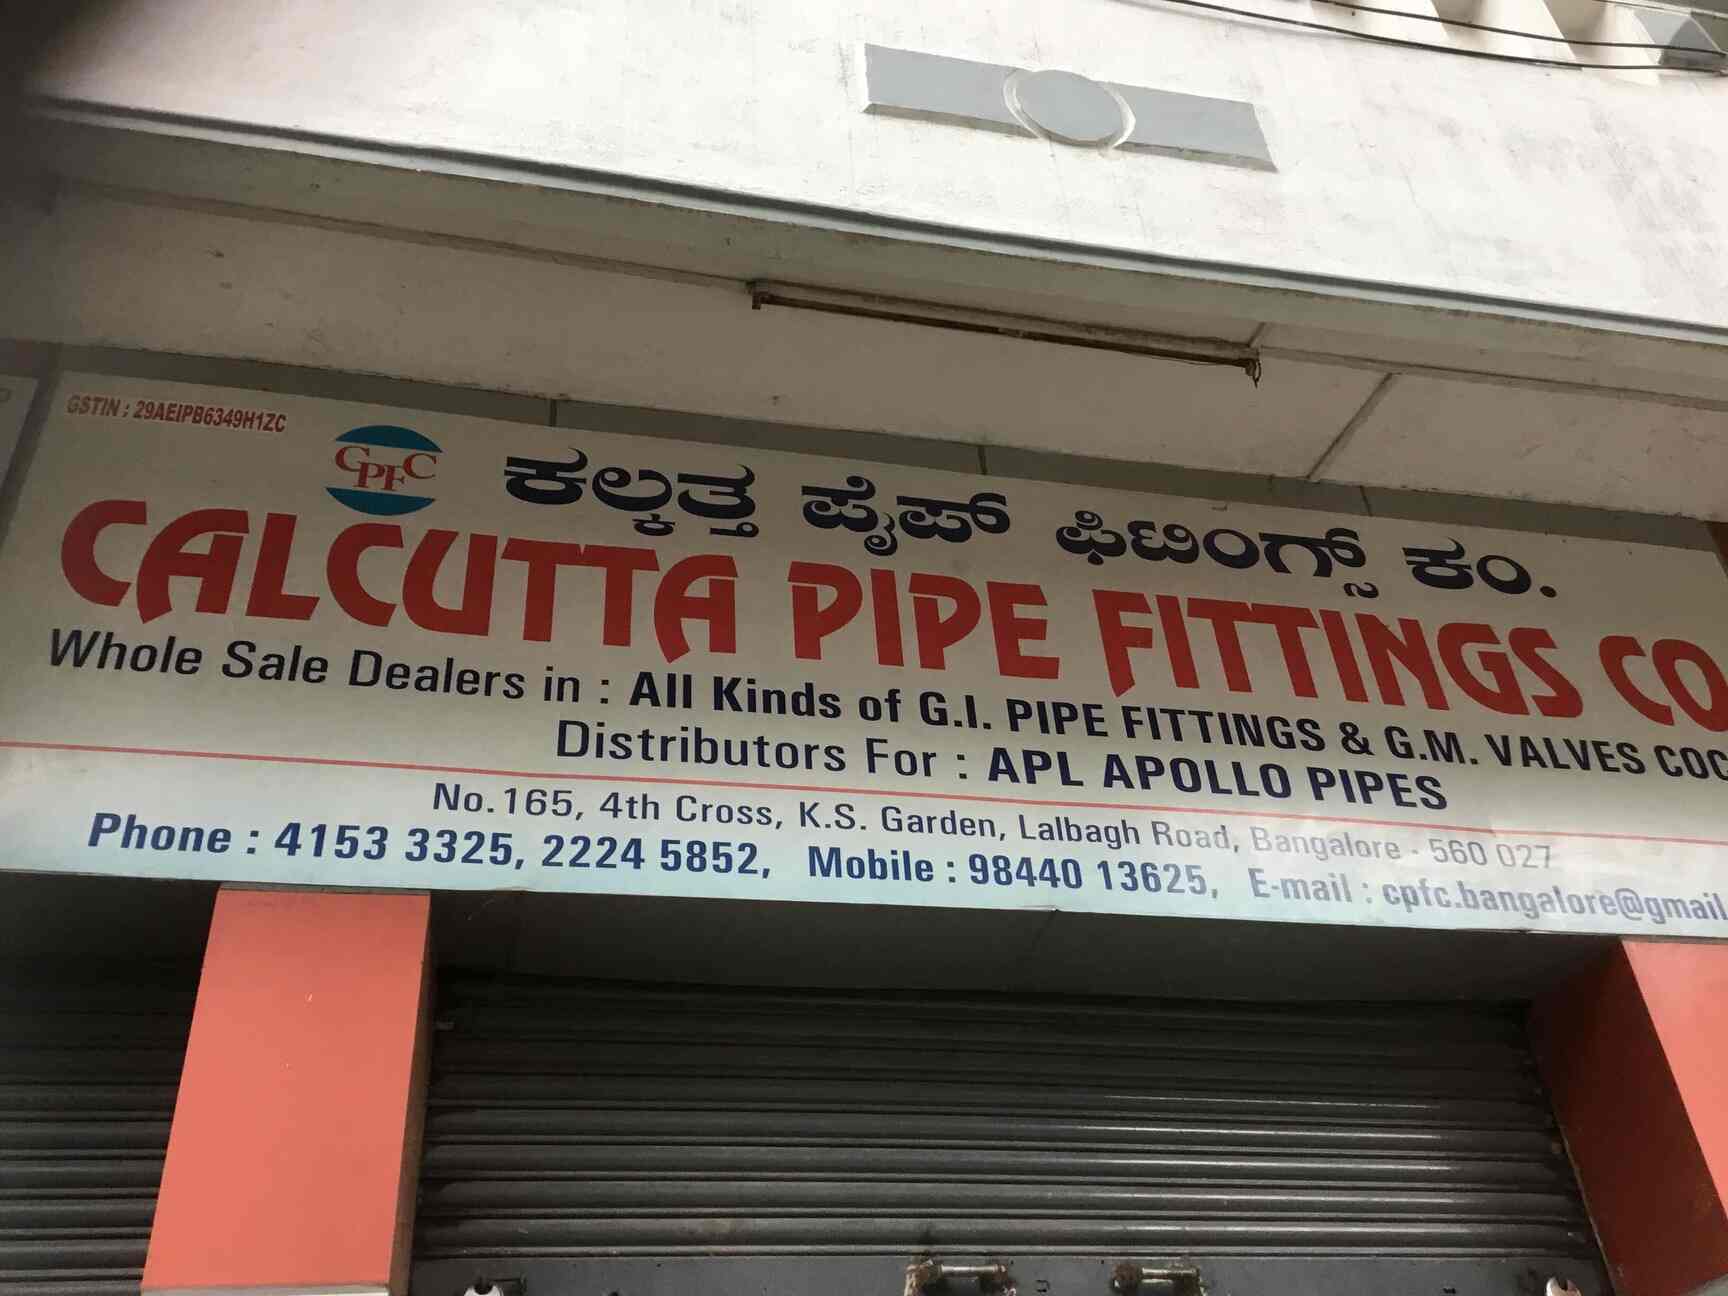 GSTIN : 29AEIPB6349H1ZC
CPFC
ಕಲ್ಕತ್ತ ಪೈಪ್ ಫಿಟಿಂಗ್ಸ್ ಕಂ.
CALCUTTA PIPE FITTINGS CO
Whole Sale Dealers in : All Kinds of G.I. PIPE FITTINGS & G.M. VALVES COC
Distributors For : APL APOLLO PIPES
No.165, 4th Cross, K.S. Garden, Lalbagh Road, Bangalore - 560 027
Phone : 4153 3325, 2224 5852, Mobile : 98440 13625, E-mail : cpfc.bangalore@gmail